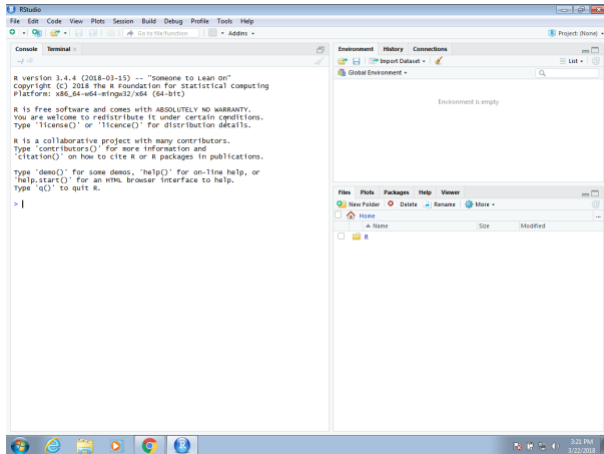 RStudio
File Edit Code View Plots Session Build Debug Profile Tools Help
Go to file/function Addins
Project: (None)
Console Terminal
R version 3.4.4 (2018-03-15) -- "Someone to Lean On"
Copyright (C) 2018 The R Foundation for Statistical Computing
Platform: x86_64-w64-mingw32/x64 (64-bit)
R is free software and comes with ABSOLUTELY NO WARRANTY.
You are welcome to redistribute it under certain conditions.
Type 'license()' or 'licence()' for distribution details.
R is a collaborative project with many contributors.
Type 'contributors()' for more information and
'citation()' on how to cite R or R packages in publications.
Type 'demo()' for some demos, 'help()' for on-line help, or
'help.start()' for an HTML browser interface to help.
Type 'q()' to quit R.
>
Environment History Connections
Import Dataset List
Global Environment
Environment is empty
Files Plots Packages Help Viewer
New Folder Delete Rename More
Home
Name Size Modified
R
3:21 PM
3/22/2018